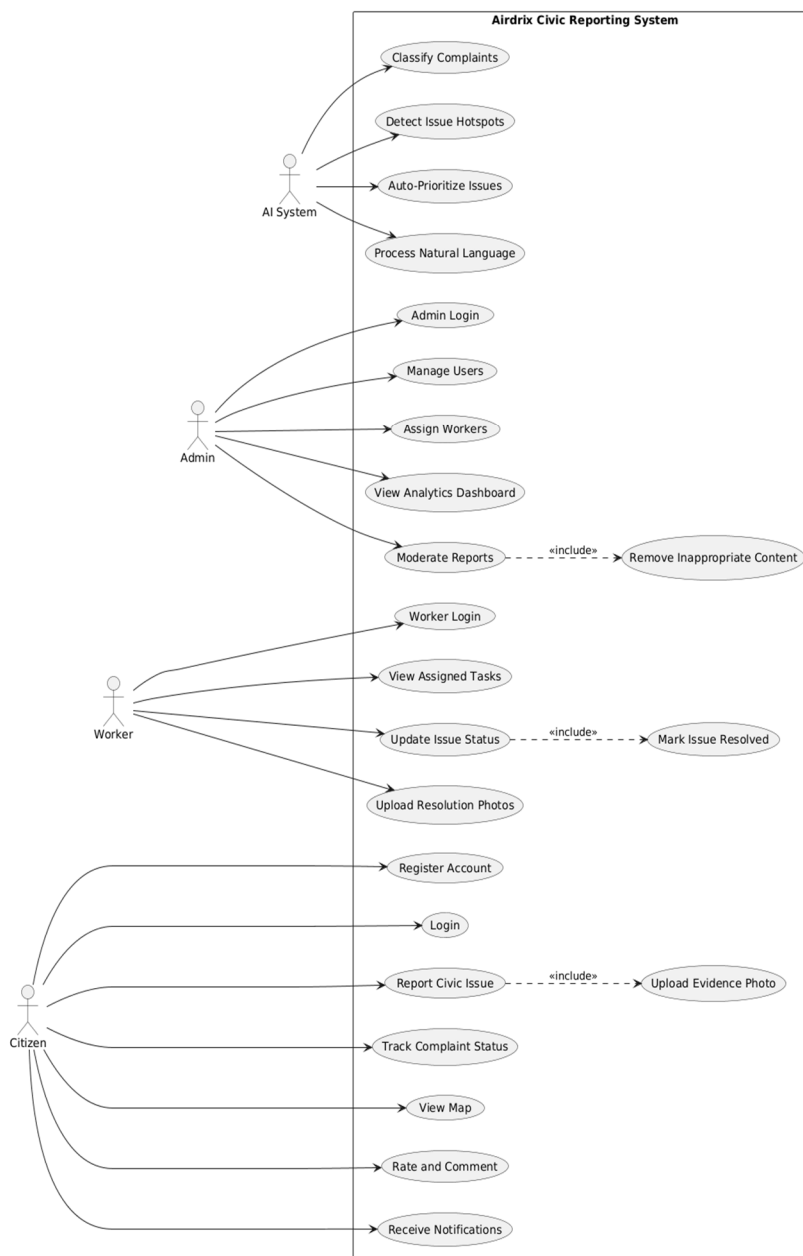 Airdrix Civic Reporting System
Classify Complaints
Detect Issue Hotspots
Auto-Prioritize Issues
AI System
Process Natural Language
Admin Login
Manage Users
Assign Workers
Admin
View Analytics Dashboard
Moderate Reports
«include»
Remove Inappropriate Content
Worker Login
View Assigned Tasks
Worker
Update Issue Status
«include»
Mark Issue Resolved
Upload Resolution Photos
Register Account
Login
Report Civic Issue
«include»
Upload Evidence Photo
Citizen
Track Complaint Status
View Map
Rate and Comment
Receive Notifications